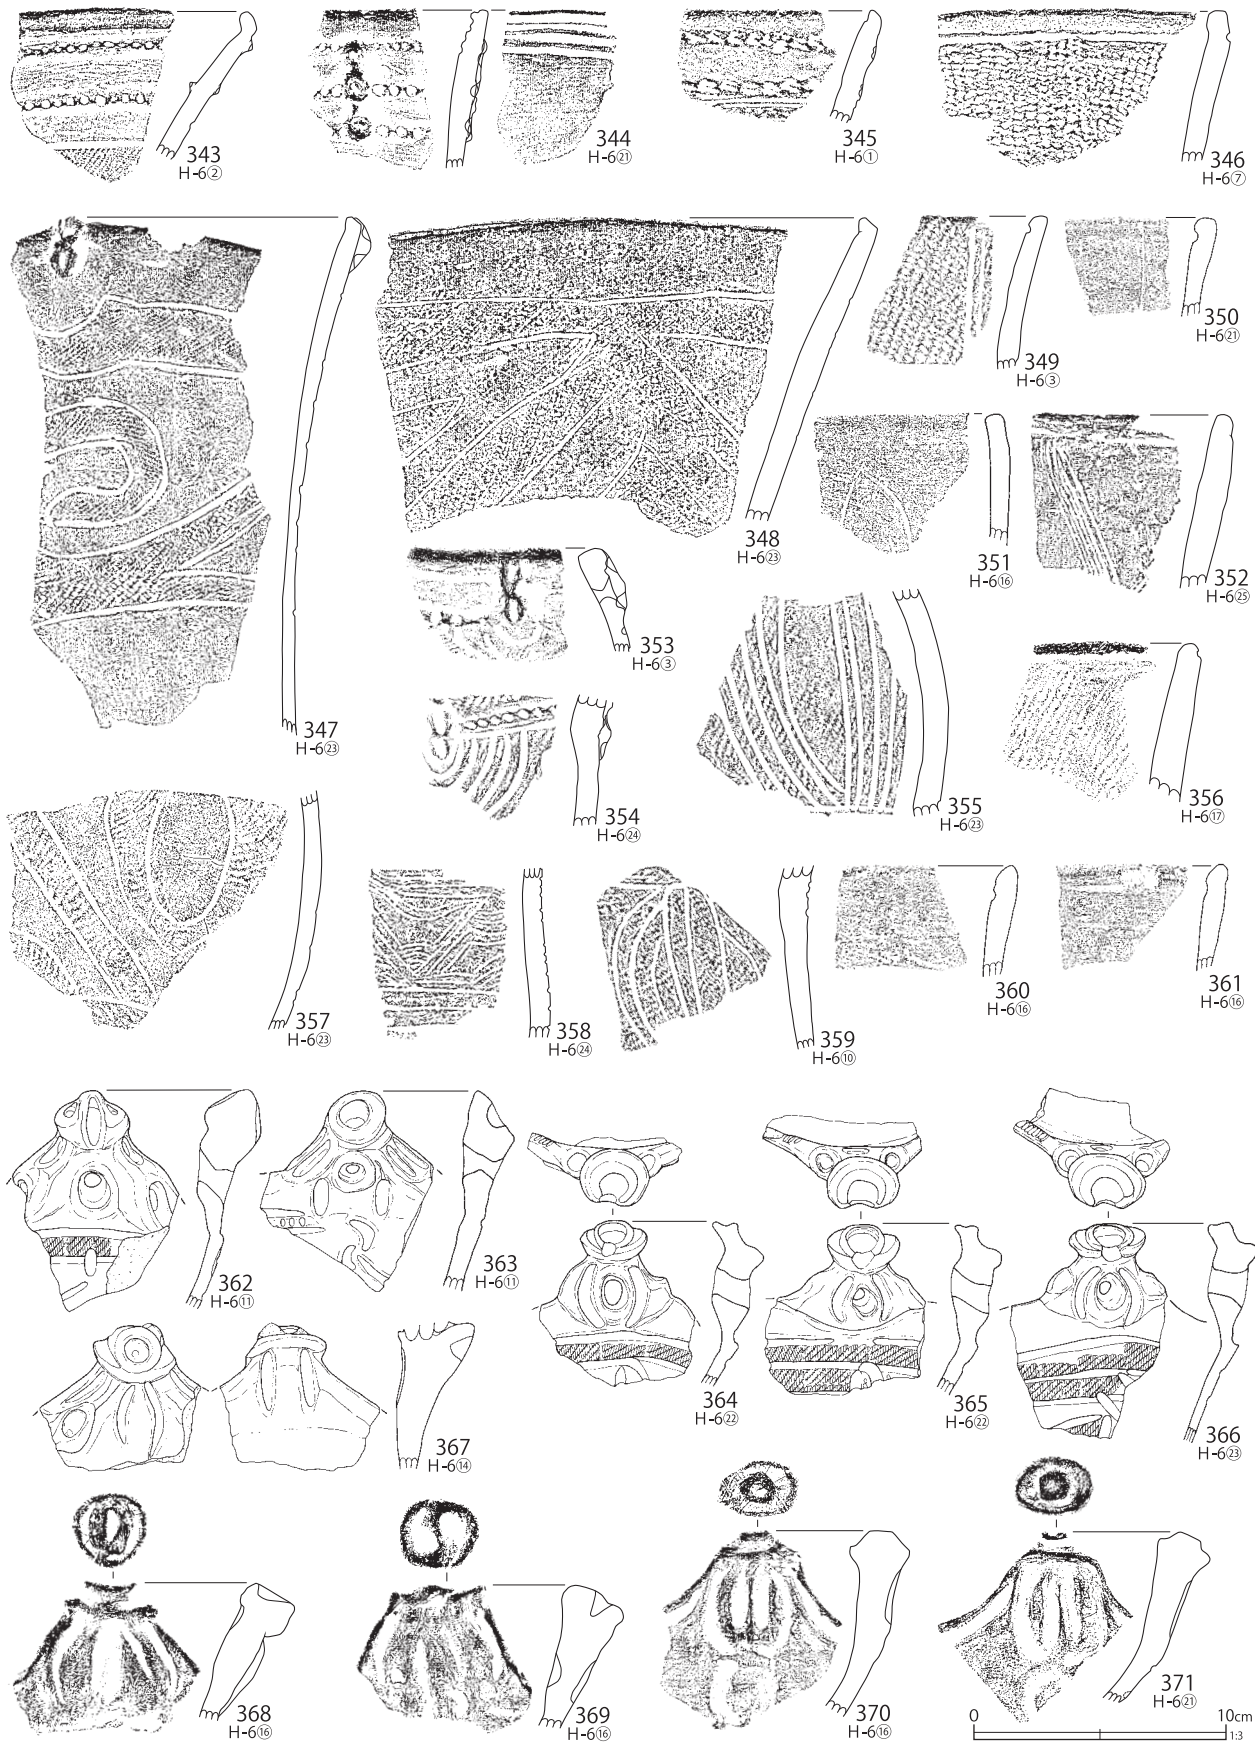 343
H-6②
344
H-6㉑
345
H-6①
346
H-6⑦
347
H-6㉓
348
H-6㉓
349
H-6③
350
H-6㉑
351
H-6⑯
352
H-6㉕
353
H-6③
354
H-6㉔
355
H-6㉓
356
H-6⑰
357
H-6㉓
358
H-6㉔
359
H-6⑩
360
H-6⑯
361
H-6⑯
362
H-6⑪
363
H-6⑪
364
H-6㉒
365
H-6㉒
366
H-6㉓
367
H-6⑭
368
H-6⑯
369
H-6⑯
370
H-6⑯
371
H-6㉑
0 10cm
1:3